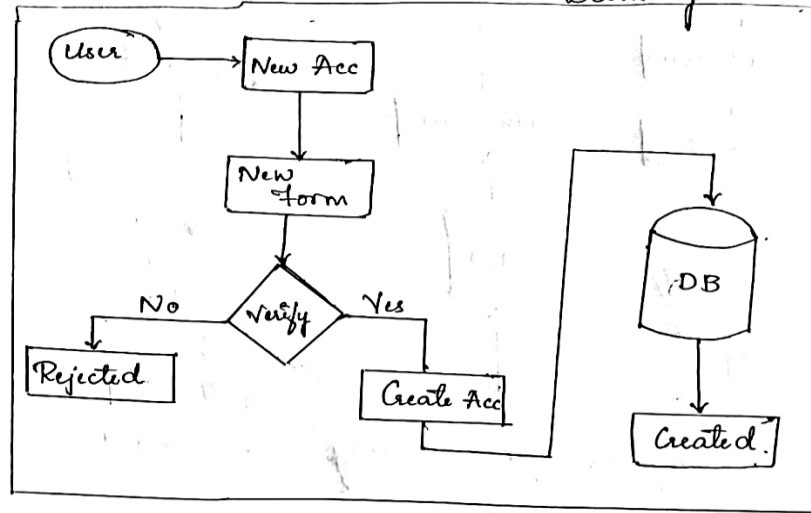 User
New Acc
New
Form
No
Verify
Yes
Rejected
Create Acc
DB
Created